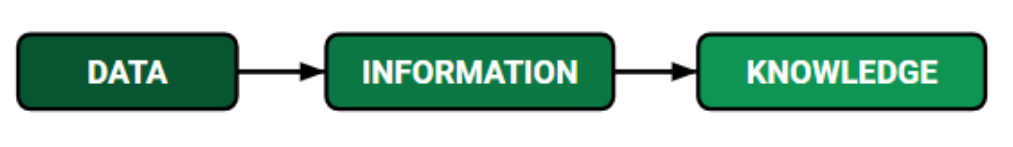 DATA
INFORMATION
KNOWLEDGE